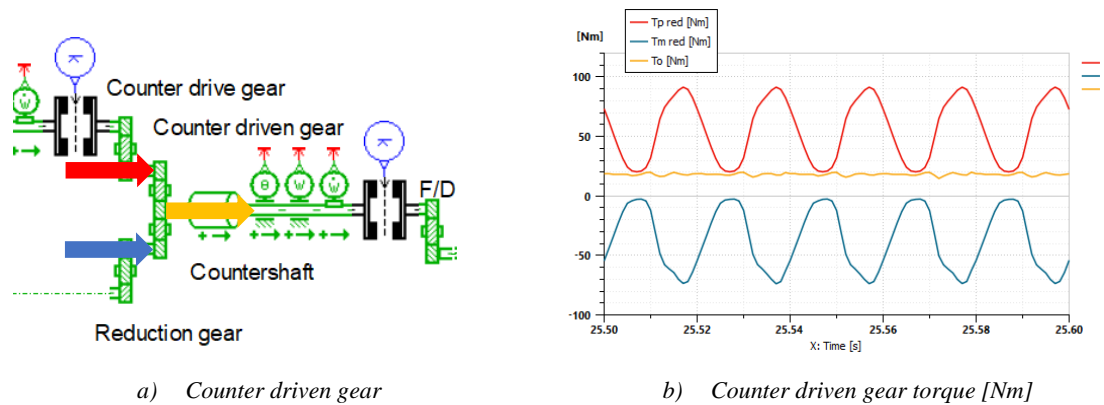 K
Counter drive gear
W
Counter driven gear
K
θ W Ẇ
F/D
Countershaft
Reduction gear
a) Counter driven gear
[Nm]
Tp red [Nm]
Tm red [Nm]
To [Nm]
100
50
0
-50
-100
25.50 25.52 25.54 25.56 25.58 25.60
X: Time [s]
b) Counter driven gear torque [Nm]